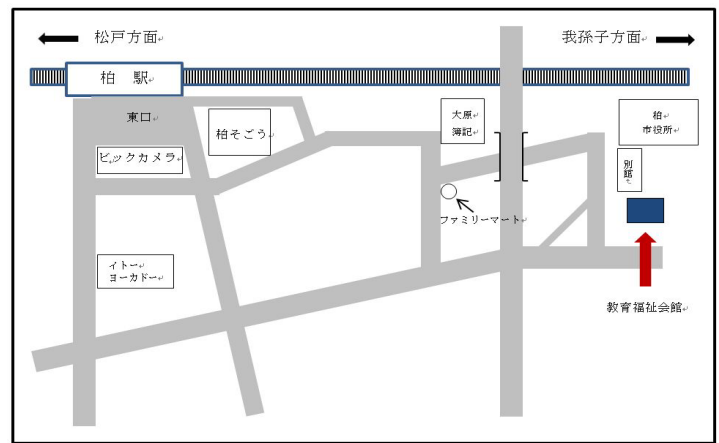 松戸方面
我孫子方面
柏　駅
東口
柏そごう
大原
簿記
柏
市役所
ビックカメラ
別
館
ファミリーマート
イトー
ヨーカドー
教育福祉会館